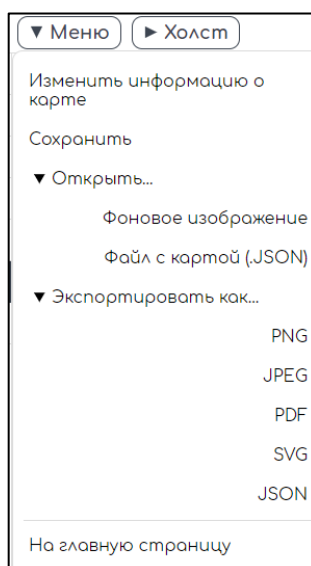 ▼ Меню ► Холст
Изменить информацию о
карте
Сохранить
▼ Открыть...
Фоновое изображение
Файл с картой (.JSON)
▼ Экспортировать как...
PNG
JPEG
PDF
SVG
JSON
На главную страницу